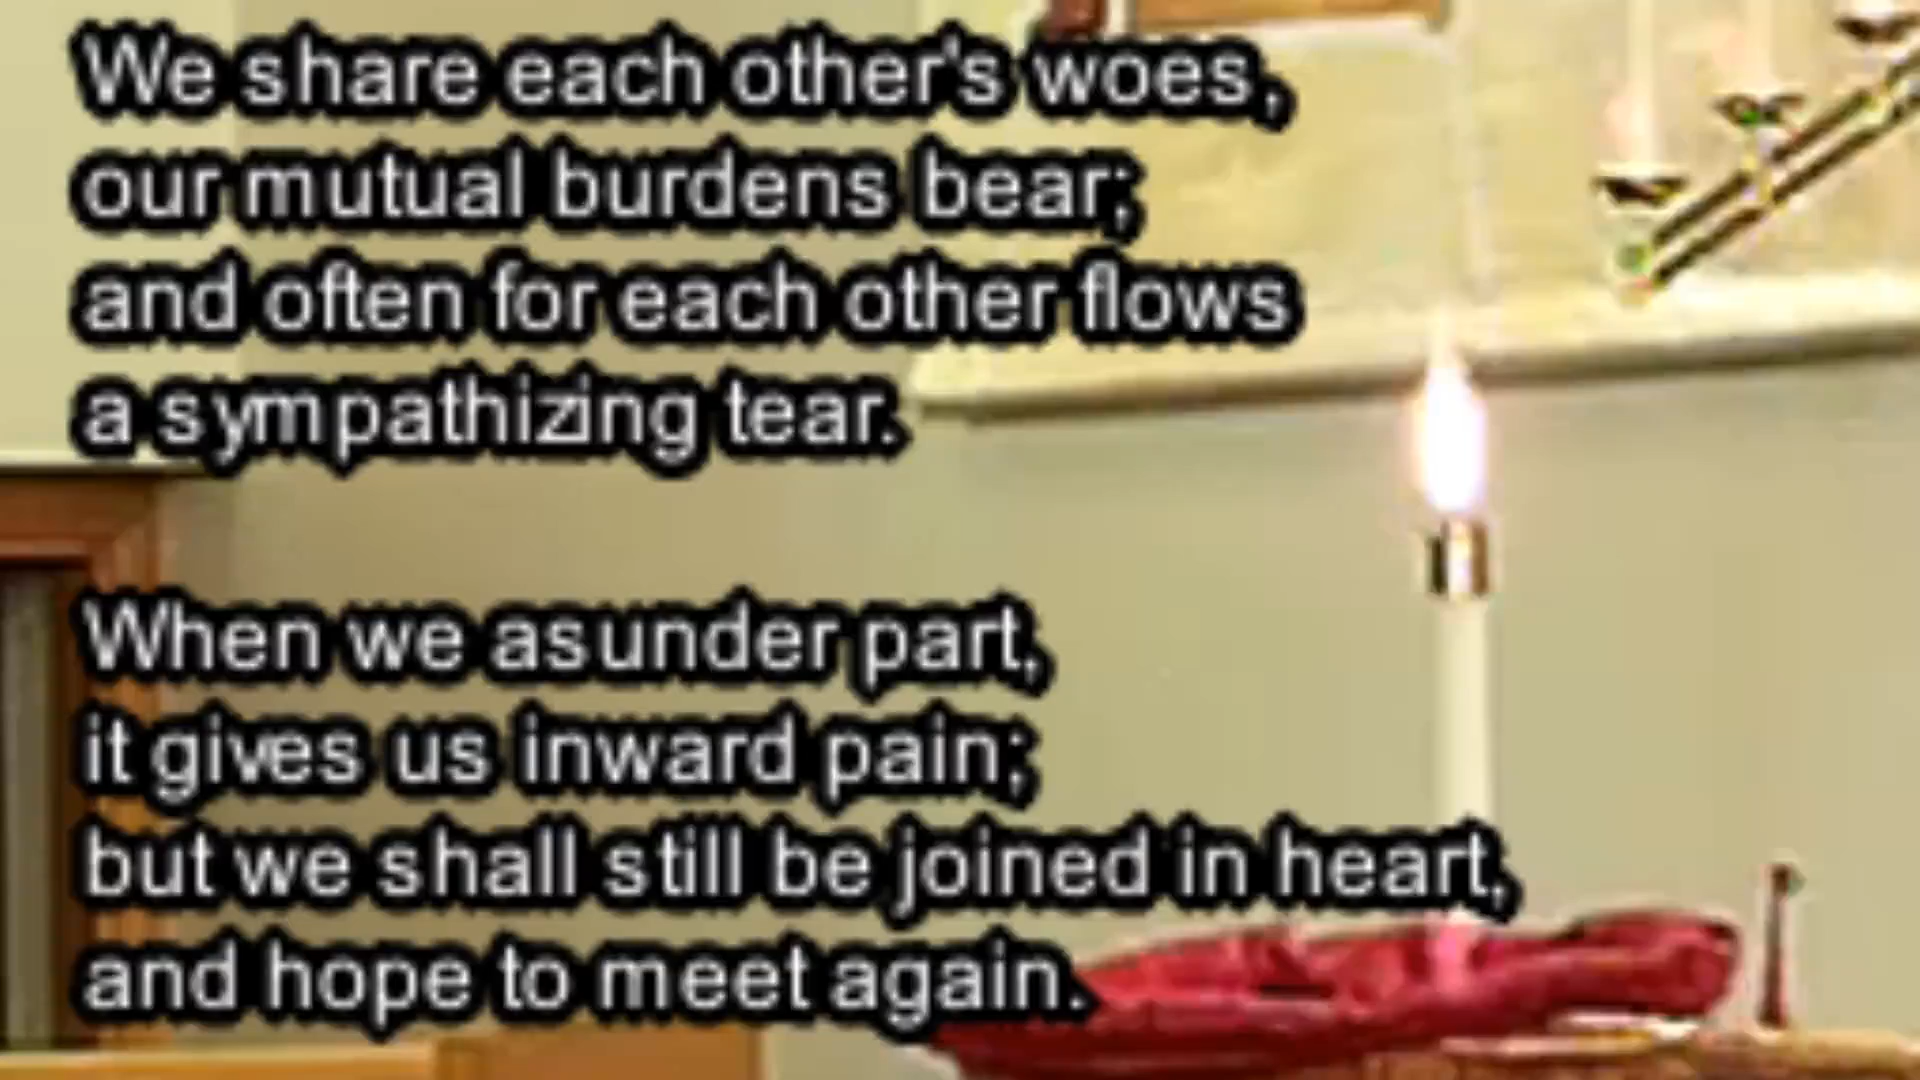 We share each other's woes,
our mutual burdens bear;
and often for each other flows
a sympathizing tear.
When we asunder part,
it gives us inward pain;
but we shall still be joined in heart,
and hope to meet again.